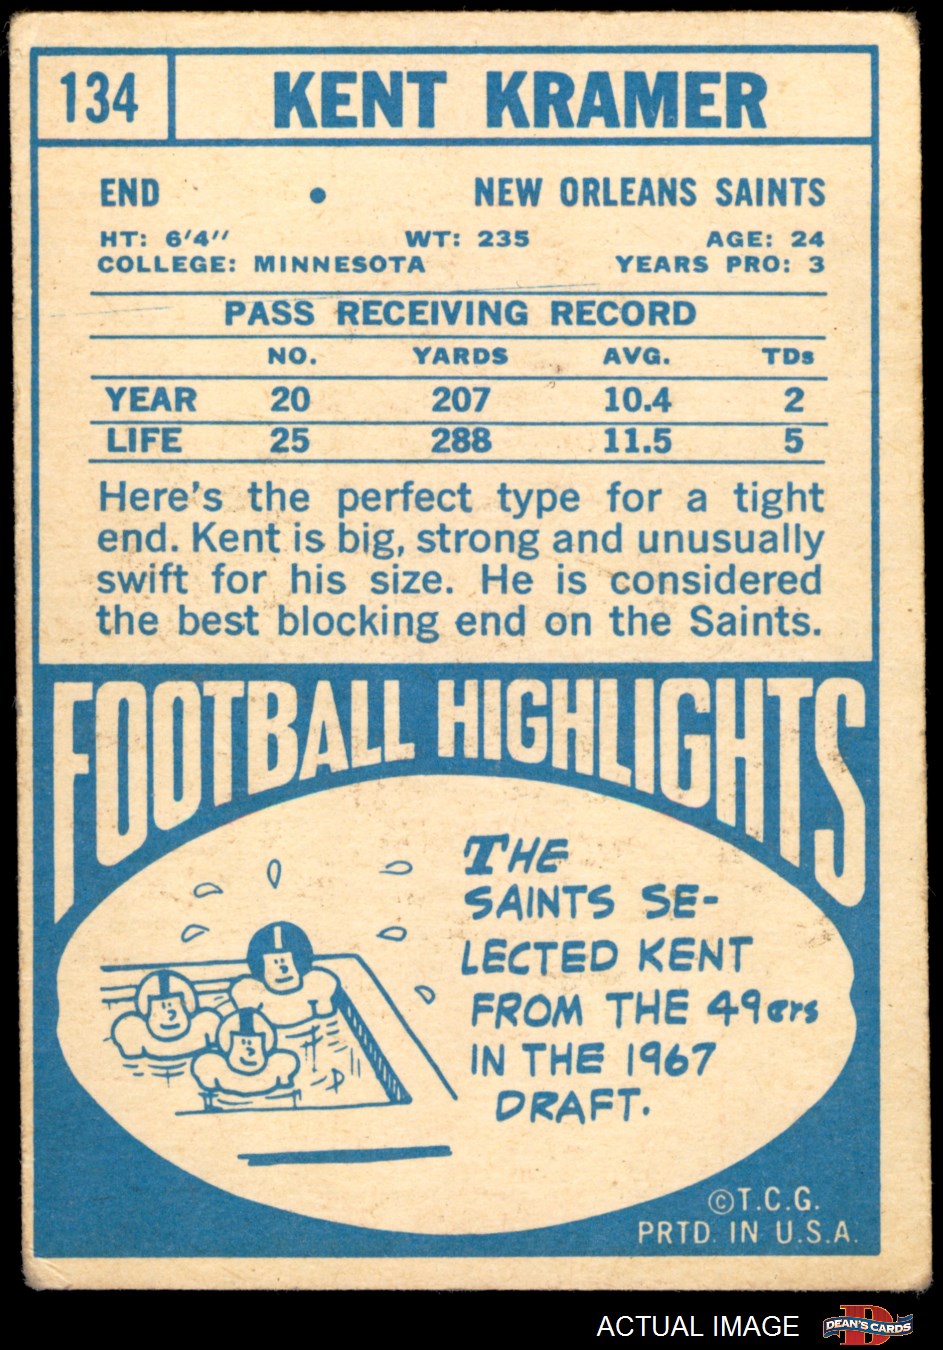 134 KENT KRAMER
END • NEW ORLEANS SAINTS
HT: 6'4" WT: 235 AGE: 24
COLLEGE: MINNESOTA YEARS PRO: 3
PASS RECEIVING RECORD
NO. YARDS AVG. TDs
YEAR 20 207 10.4 2
LIFE 25 288 11.5 5
Here's the perfect type for a tight
end. Kent is big, strong and unusually
swift for his size. He is considered
the best blocking end on the Saints.
FOOTBALL HIGHLIGHTS
THE
SAINTS SE-
LECTED KENT
FROM THE 49ers
IN THE 1967
DRAFT.
©T.C.G.
PRTD. IN U.S.A.
ACTUAL IMAGE
D
DEAN'S CARDS